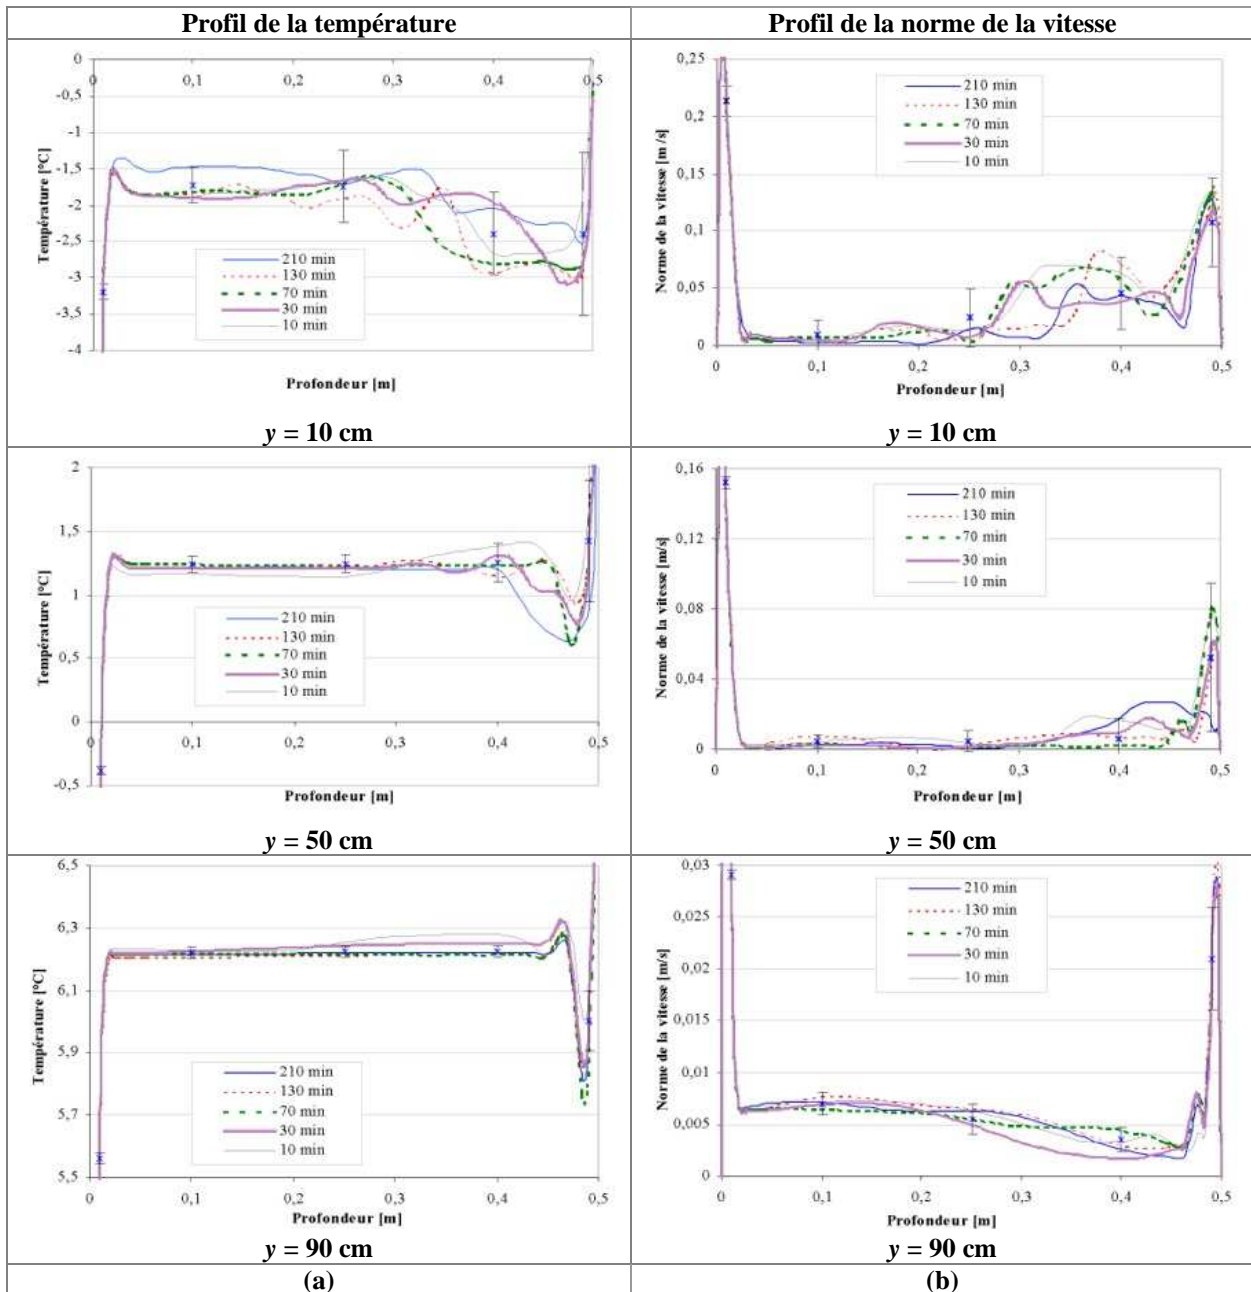 Profil de la température
Profil de la norme de la vitesse
0
-0,5
-1
-1,5
-2
-2,5
-3
-3,5
-4
0
0,1
0,2
0,3
0,4
0,5
Température [°C]
210 min
130 min
70 min
30 min
10 min
Profondeur [m]
y = 10 cm
0,25
0,2
0,15
0,1
0,05
0
0
0,1
0,2
0,3
0,4
0,5
Norme de la vitesse [m /s]
210 min
130 min
70 min
30 min
10 min
Profondeur [m]
y = 10 cm
2
1,5
1
0,5
0
-0,5
0
0,1
0,2
0,3
0,4
0,5
Température [°C]
210 min
130 min
70 min
30 min
10 min
Profondeur [m]
y = 50 cm
0,16
0,12
0,08
0,04
0
0
0,1
0,2
0,3
0,4
0,5
Norme de la vitesse [m/s]
210 min
130 min
70 min
30 min
10 min
Profondeur [m]
y = 50 cm
6,5
6,3
6,1
5,9
5,7
5,5
0
0,1
0,2
0,3
0,4
0,5
Température [°C]
210 min
130 min
70 min
30 min
10 min
Profondeur [m]
y = 90 cm
0,03
0,025
0,02
0,015
0,01
0,005
0
0
0,1
0,2
0,3
0,4
0,5
Norme de la vitesse [m/s]
210 min
130 min
70 min
30 min
10 min
Profondeur [m]
y = 90 cm
(a)
(b)